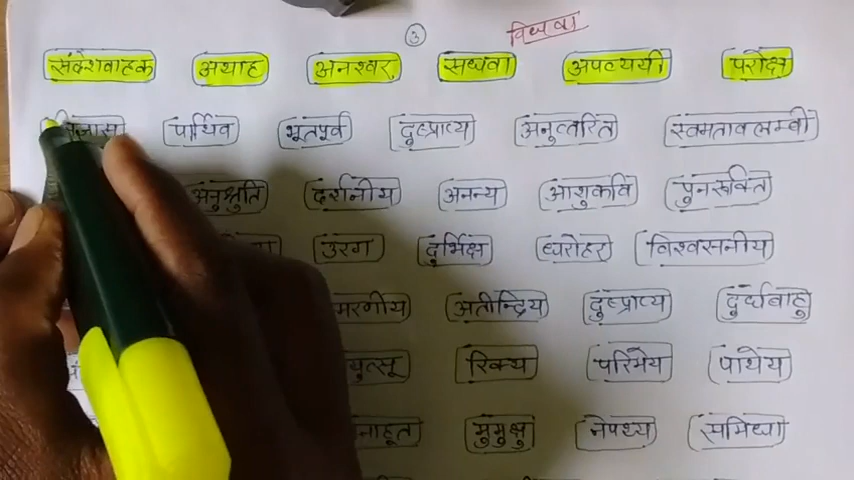 ③ विधवा
संदेशवाहक अथाह अनश्वर सधवा अपव्ययी परोक्ष
पार्थिव भूतपूर्व दुष्प्राप्य अनुत्तरित स्वमतावलम्बी
अनुश्रुति दर्शनीय अनन्य आशुकवि पुनरूक्ति
उरग दुर्भिक्ष धरोहर विश्वसनीय
अतीन्द्रिय दुष्प्राप्य दुर्धबाहु
रिक्थ परिमेय पाथेय
मुमुक्षु नेपथ्य समिधा